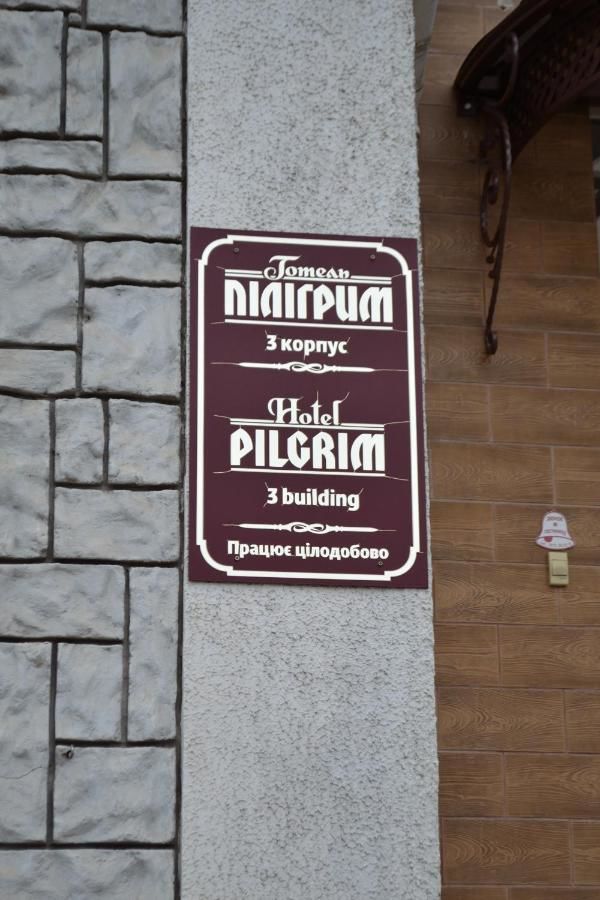 Готель
ПІЛІГРИМ
3 корпус
Hotel
PILGRIM
3 building
Працює цілодобово